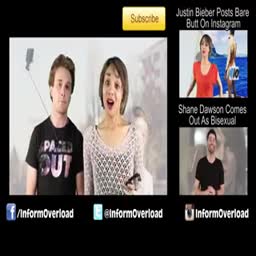 Subscribe
Justin Bieber Posts Bare
Butt On Instagram
SPACED
OUT
Shane Dawson Comes
Out As Bisexual
f /InformOverload
@InformOverload
InformOverload